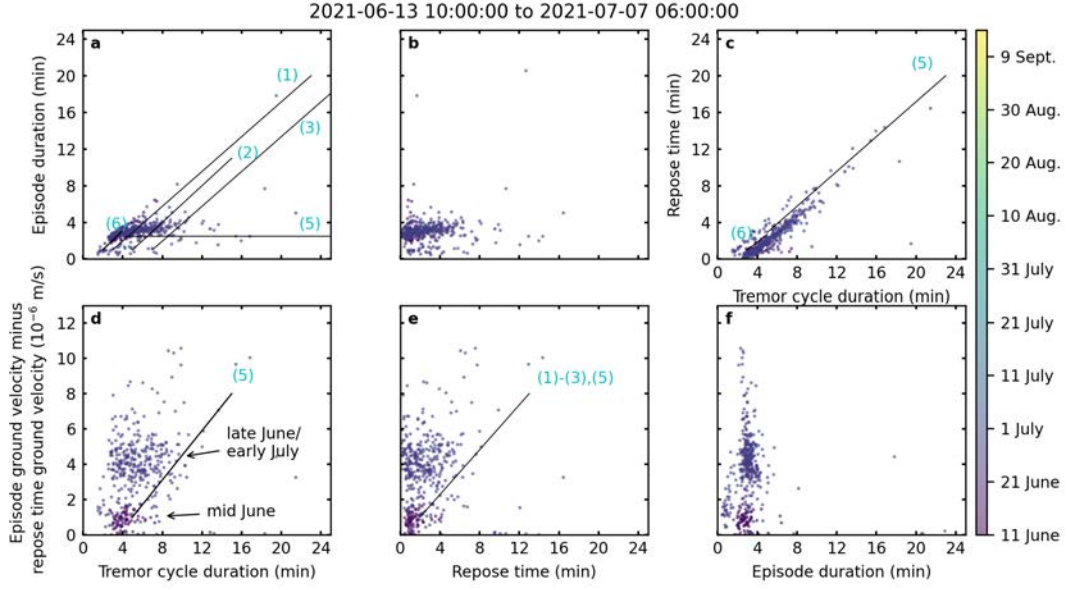 2021-06-13 10:00:00 to 2021-07-07 06:00:00
a
24
20
16
12
8
4
0
Episode duration (min)
(1)
(2)
(3)
(6)
(5)
b
c
24
20
16
12
8
4
0
Repose time (min)
(5)
(6)
0 4 8 12 16 20 24
Tremor cycle duration (min)
d
12
10
8
6
4
2
0
Episode ground velocity minus
repose time ground velocity (10⁻⁶ m/s)
(5)
late June/
early July
mid June
0 4 8 12 16 20 24
Tremor cycle duration (min)
e
(1)-(3),(5)
0 4 8 12 16 20 24
Repose time (min)
f
0 4 8 12 16 20 24
Episode duration (min)
9 Sept.
30 Aug.
20 Aug.
10 Aug.
31 July
21 July
11 July
1 July
21 June
11 June